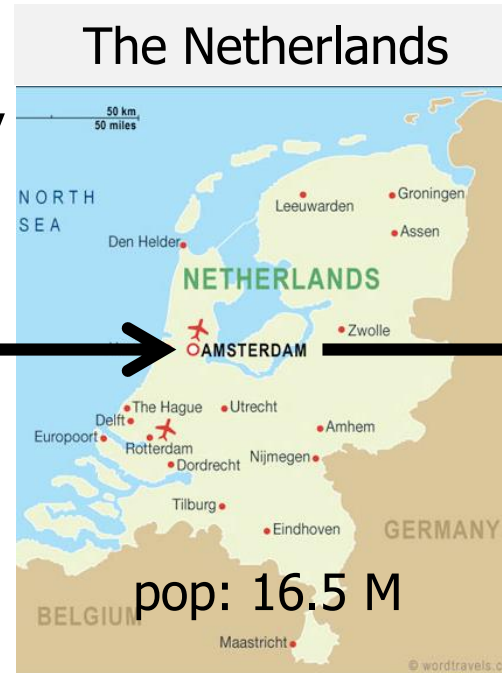 The Netherlands
50 km
50 miles
NORTH
SEA
Leeuwarden
Groningen
Assen
Den Helder
NETHERLANDS
Zwolle
AMSTERDAM
The Hague
Utrecht
Delft
Arnhem
Europoort
Rotterdam
Nijmegen
Dordrecht
Tilburg
Eindhoven
GERMANY
pop: 16.5 M
BELGIUM
Maastricht
© wordtravels.c